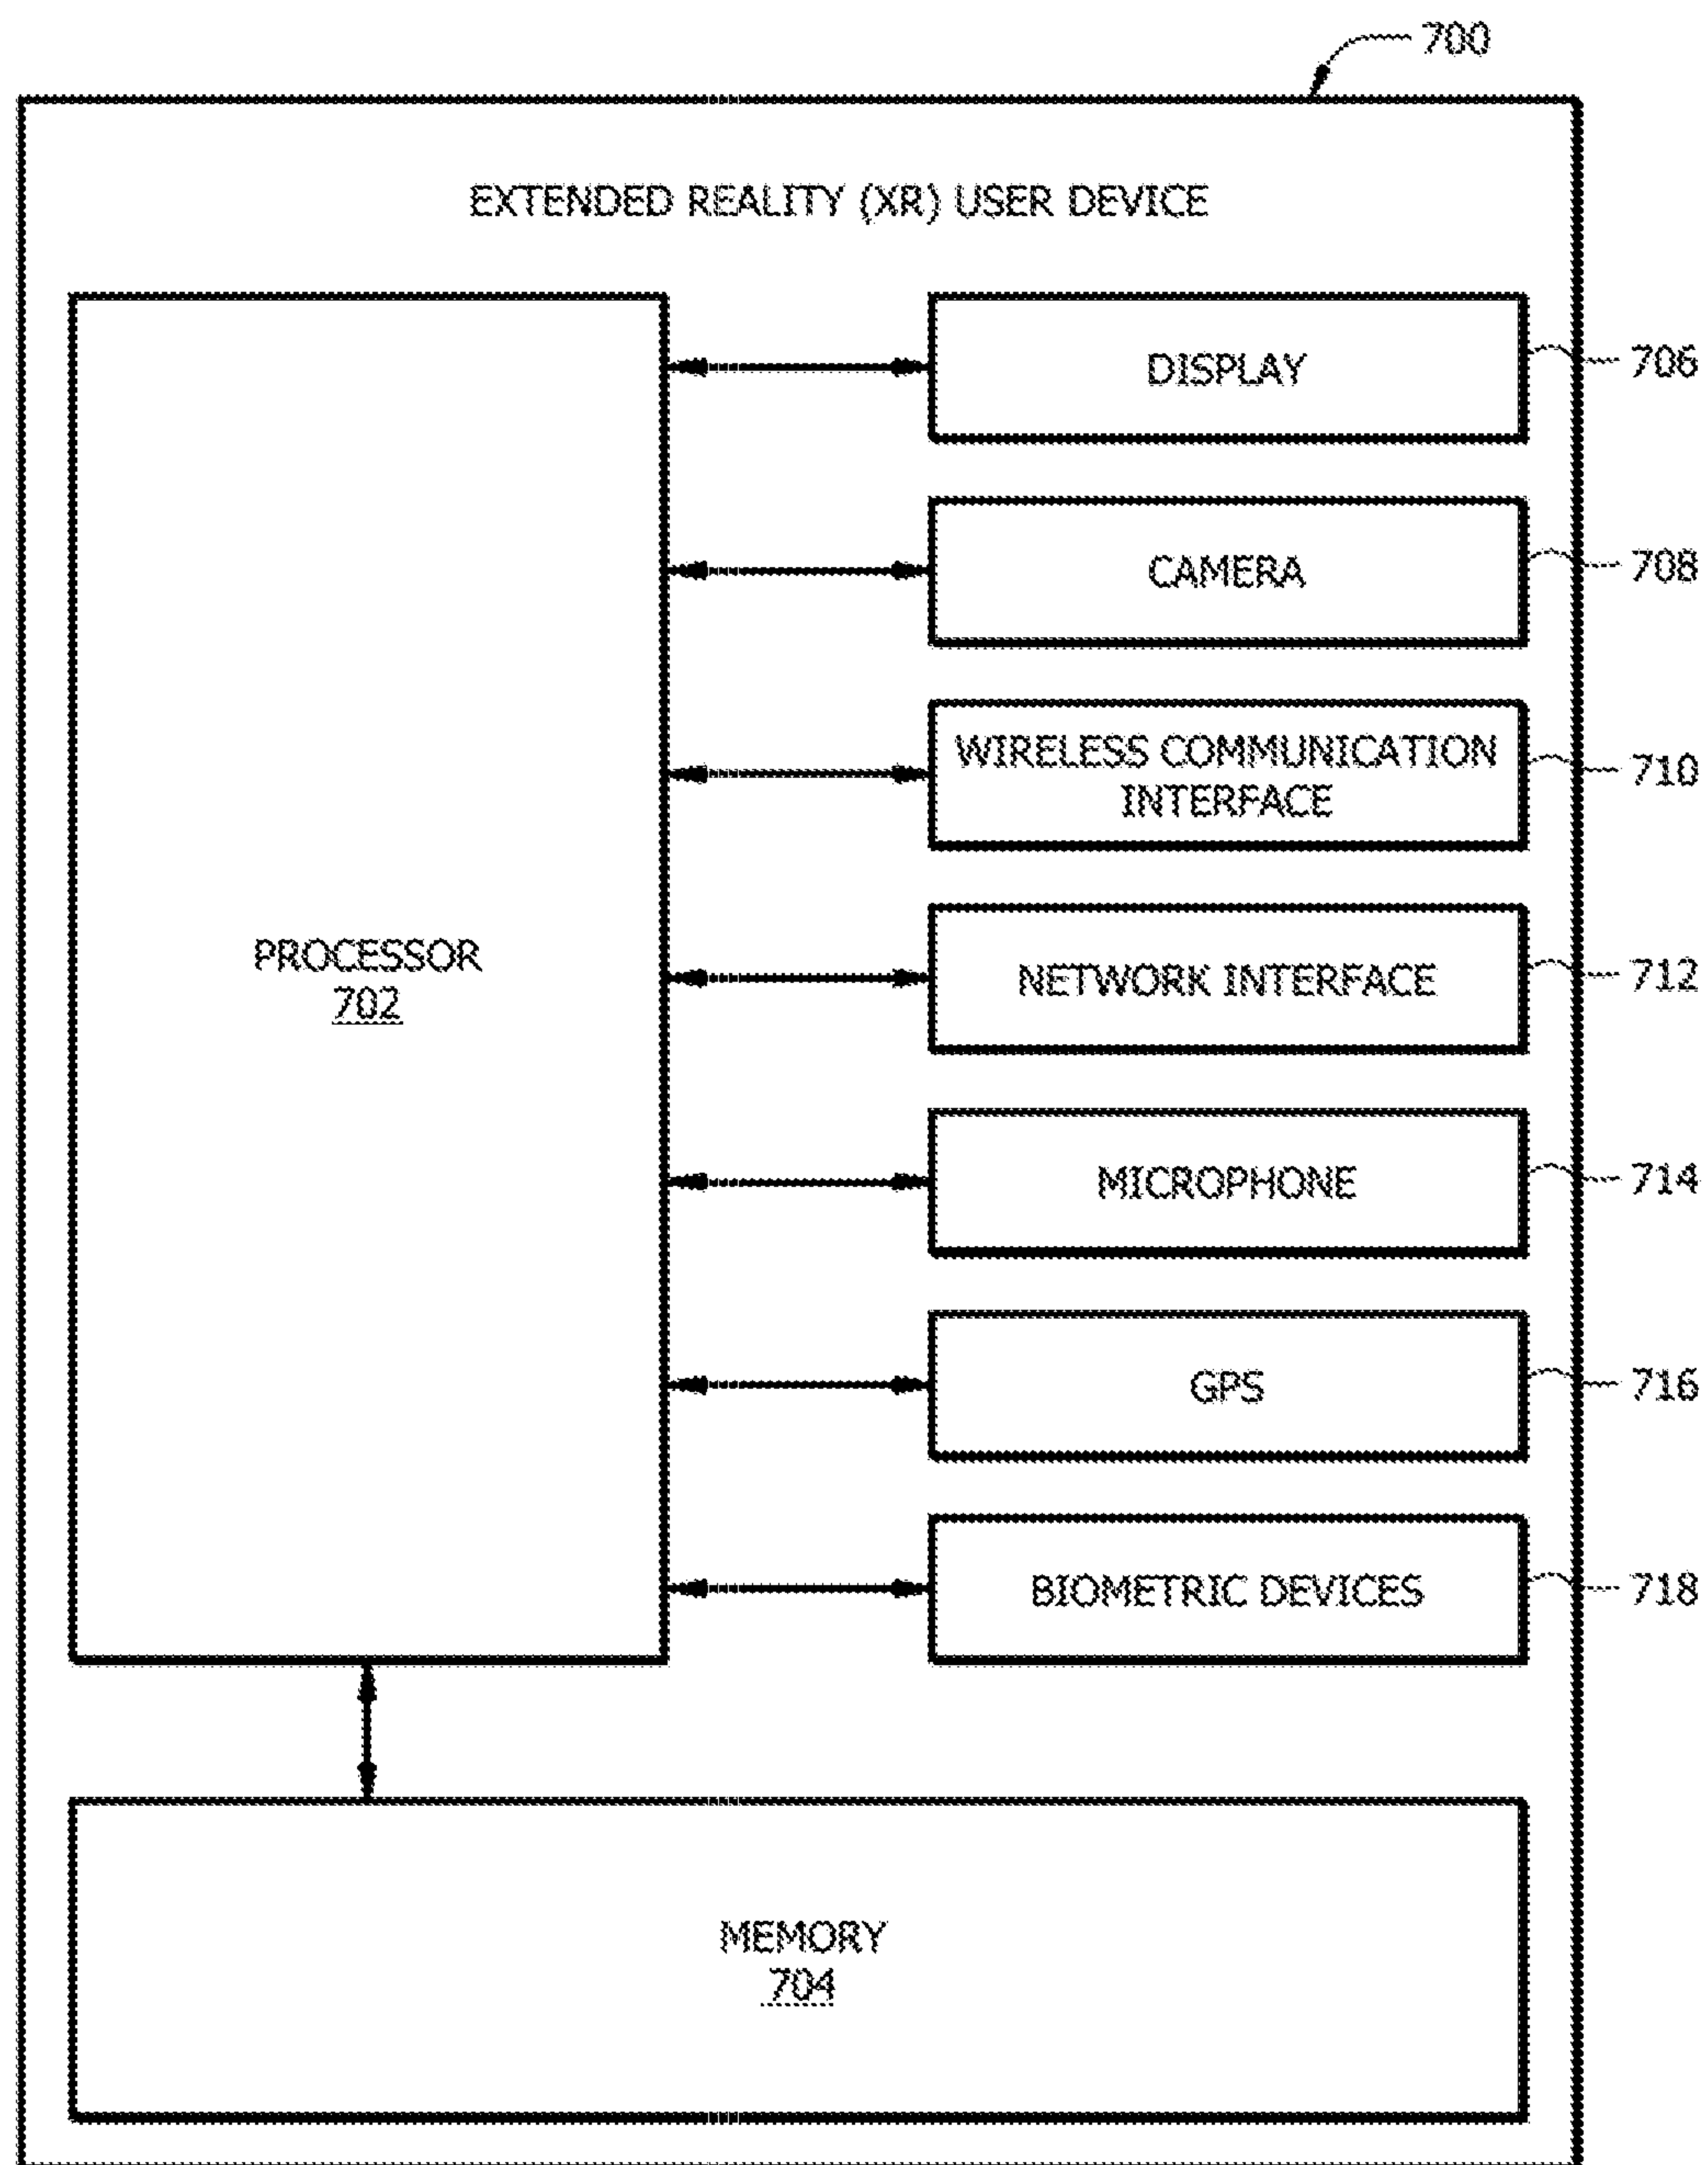 700
EXTENDED REALITY (XR) USER DEVICE
DISPLAY
706
CAMERA
708
WIRELESS COMMUNICATION
INTERFACE
710
PROCESSOR
702
NETWORK INTERFACE
712
MICROPHONE
714
GPS
716
BIOMETRIC DEVICES
718
MEMORY
704